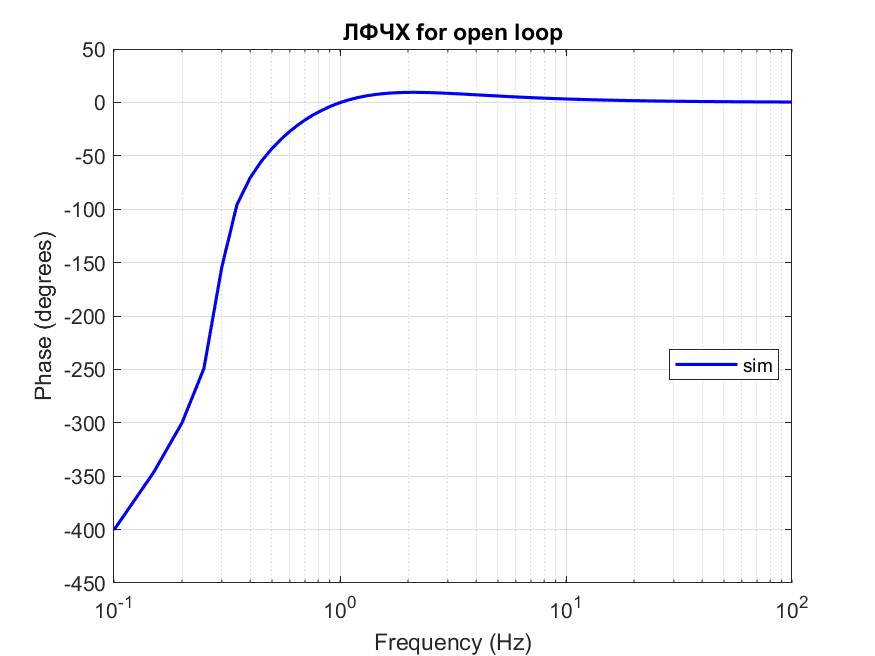 ЛФЧХ for open loop
50
0
-50
-100
-150
-200
-250
-300
-350
-400
-450
Phase (degrees)
sim
10^-1 10^0 10^1 10^2
Frequency (Hz)